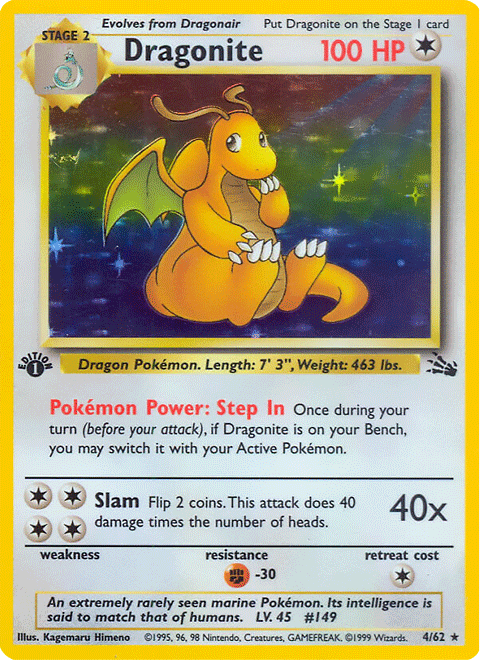 Evolves from Dragonair Put Dragonite on the Stage 1 card
STAGE 2
Dragonite 100 HP
EDITION
1
Dragon Pokémon. Length: 7' 3", Weight: 463 lbs.
Pokémon Power: Step In Once during your
turn (before your attack), if Dragonite is on your Bench,
you may switch it with your Active Pokémon.
Slam Flip 2 coins. This attack does 40
damage times the number of heads.
40x
weakness resistance retreat cost
-30
An extremely rarely seen marine Pokémon. Its intelligence is
said to match that of humans. LV. 45 #149
Illus. Kagemaru Himeno ©1995, 96, 98 Nintendo, Creatures, GAMEFREAK. ©1999 Wizards. 4/62 ★